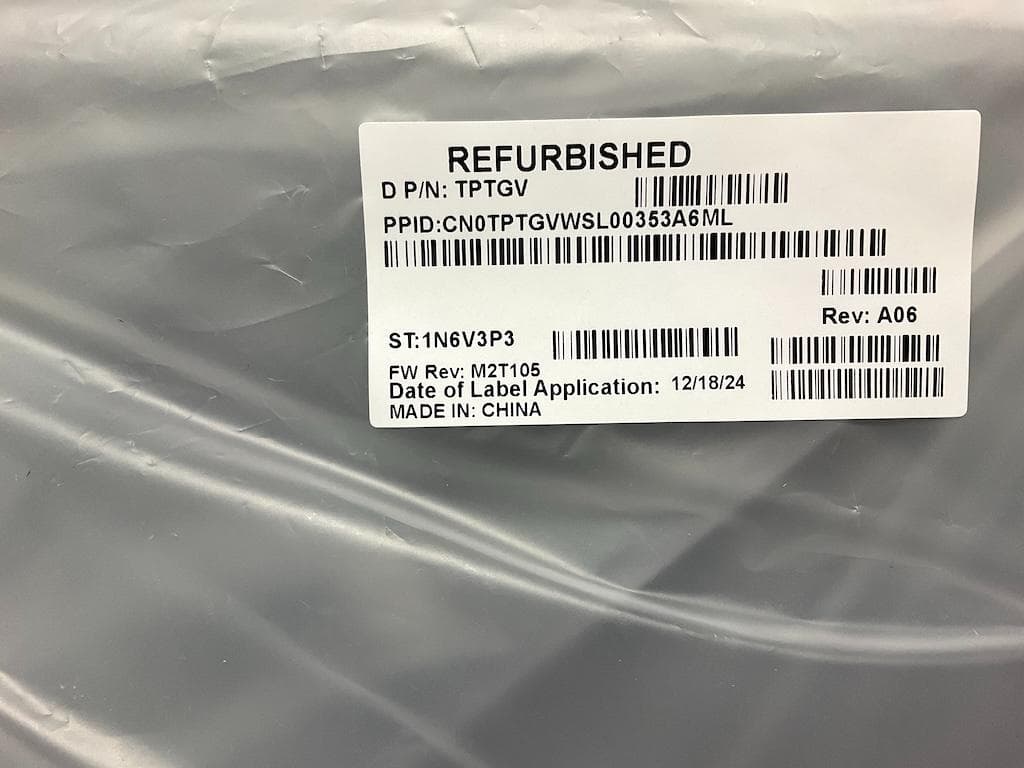 REFURBISHED
D P/N: TPTGV
PPID:CN0TPTGVWSL00353A6ML
Rev: A06
ST:1N6V3P3
FW Rev: M2T105
Date of Label Application: 12/18/24
MADE IN: CHINA